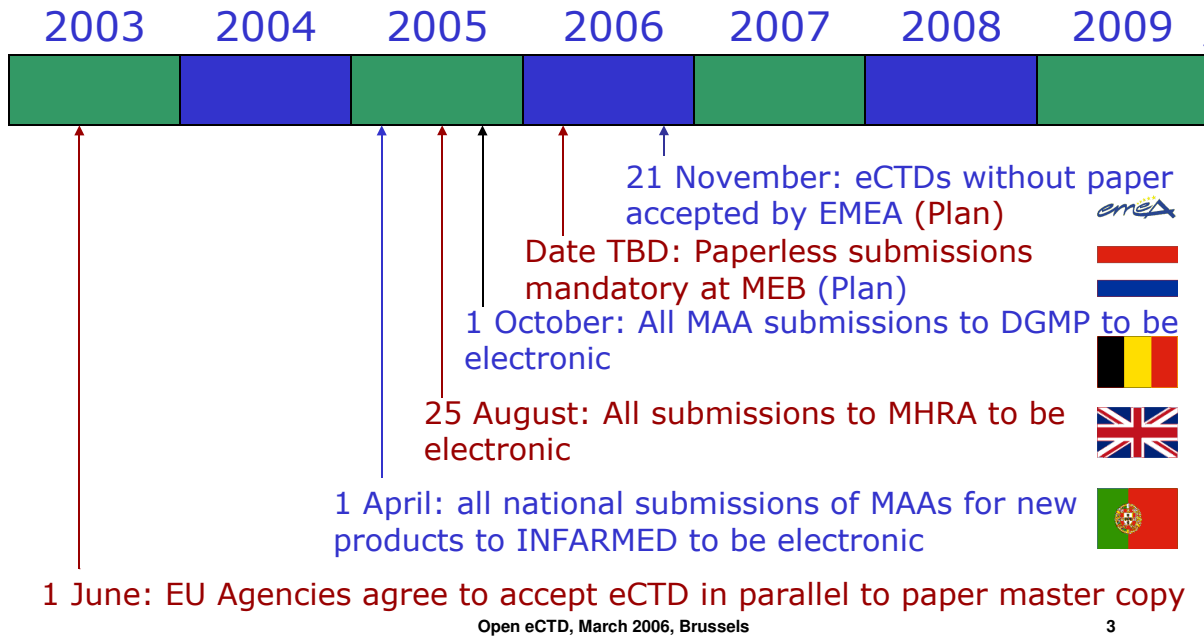 2003 2004 2005 2006 2007 2008 2009
21 November: eCTDs without paper
accepted by EMEA (Plan)
emeA
Date TBD: Paperless submissions
mandatory at MEB (Plan)
1 October: All MAA submissions to DGMP to be
electronic
25 August: All submissions to MHRA to be
electronic
1 April: all national submissions of MAAs for new
products to INFARMED to be electronic
1 June: EU Agencies agree to accept eCTD in parallel to paper master copy
Open eCTD, March 2006, Brussels
3